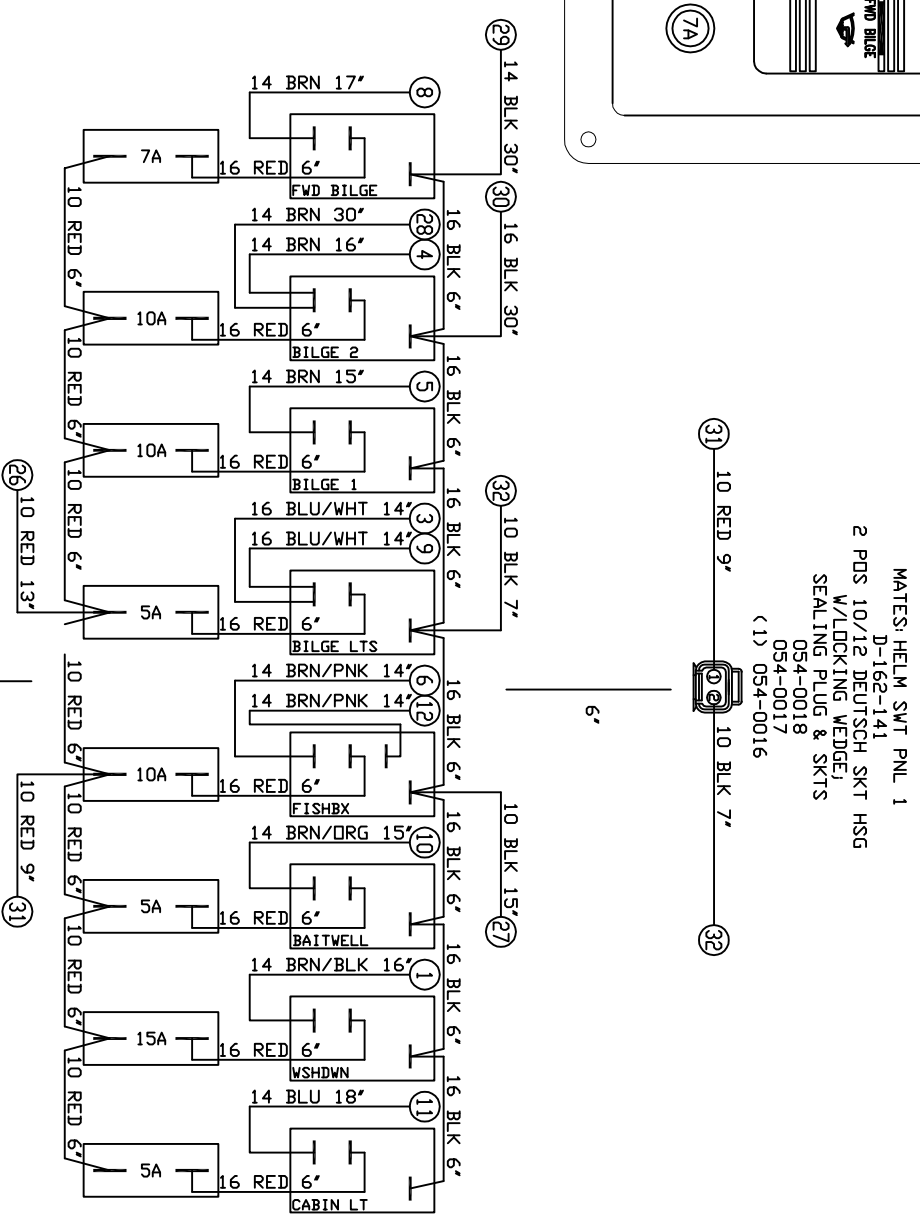 FWD BILGE
7A
MATES: HELM SWT PNL 1
D-162-141
2 POS 10/12 DEUTSCH SKT HSG
W/LOCKING WEDGE;
SEALING PLUG & SKTS
054-0018
054-0017
(1) 054-0016
31
10 RED 9"
1
2
10 BLK 7"
32
6"
29
14 BLK 30"
30
16 BLK 30"
32
10 BLK 7"
10 BLK 15"
27
16 BLK 6"
16 BLK 6"
16 BLK 6"
16 BLK 6"
16 BLK 6"
16 BLK 6"
16 BLK 6"
14 BRN 17"
8
16 RED 6"
FWD BILGE
7A
14 BRN 30"
28
14 BRN 16"
4
16 RED 6"
BILGE 2
10A
14 BRN 15"
5
16 RED 6"
BILGE 1
10A
16 BLU/WHT 14"
3
16 BLU/WHT 14"
9
16 RED 6"
BILGE LTS
5A
14 BRN/PNK 14"
6
14 BRN/PNK 14"
12
16 RED 6"
FISHBX
10A
14 BRN/ORG 15"
10
16 RED 6"
BAITWELL
5A
14 BRN/BLK 16"
1
16 RED 6"
WSHDWN
15A
14 BLU 18"
11
16 RED 6"
CABIN LT
5A
10 RED 6"
10 RED 6"
10 RED 6"
10 RED 6"
10 RED 6"
10 RED 6"
10 RED 6"
26
10 RED 13"
10 RED 9"
31